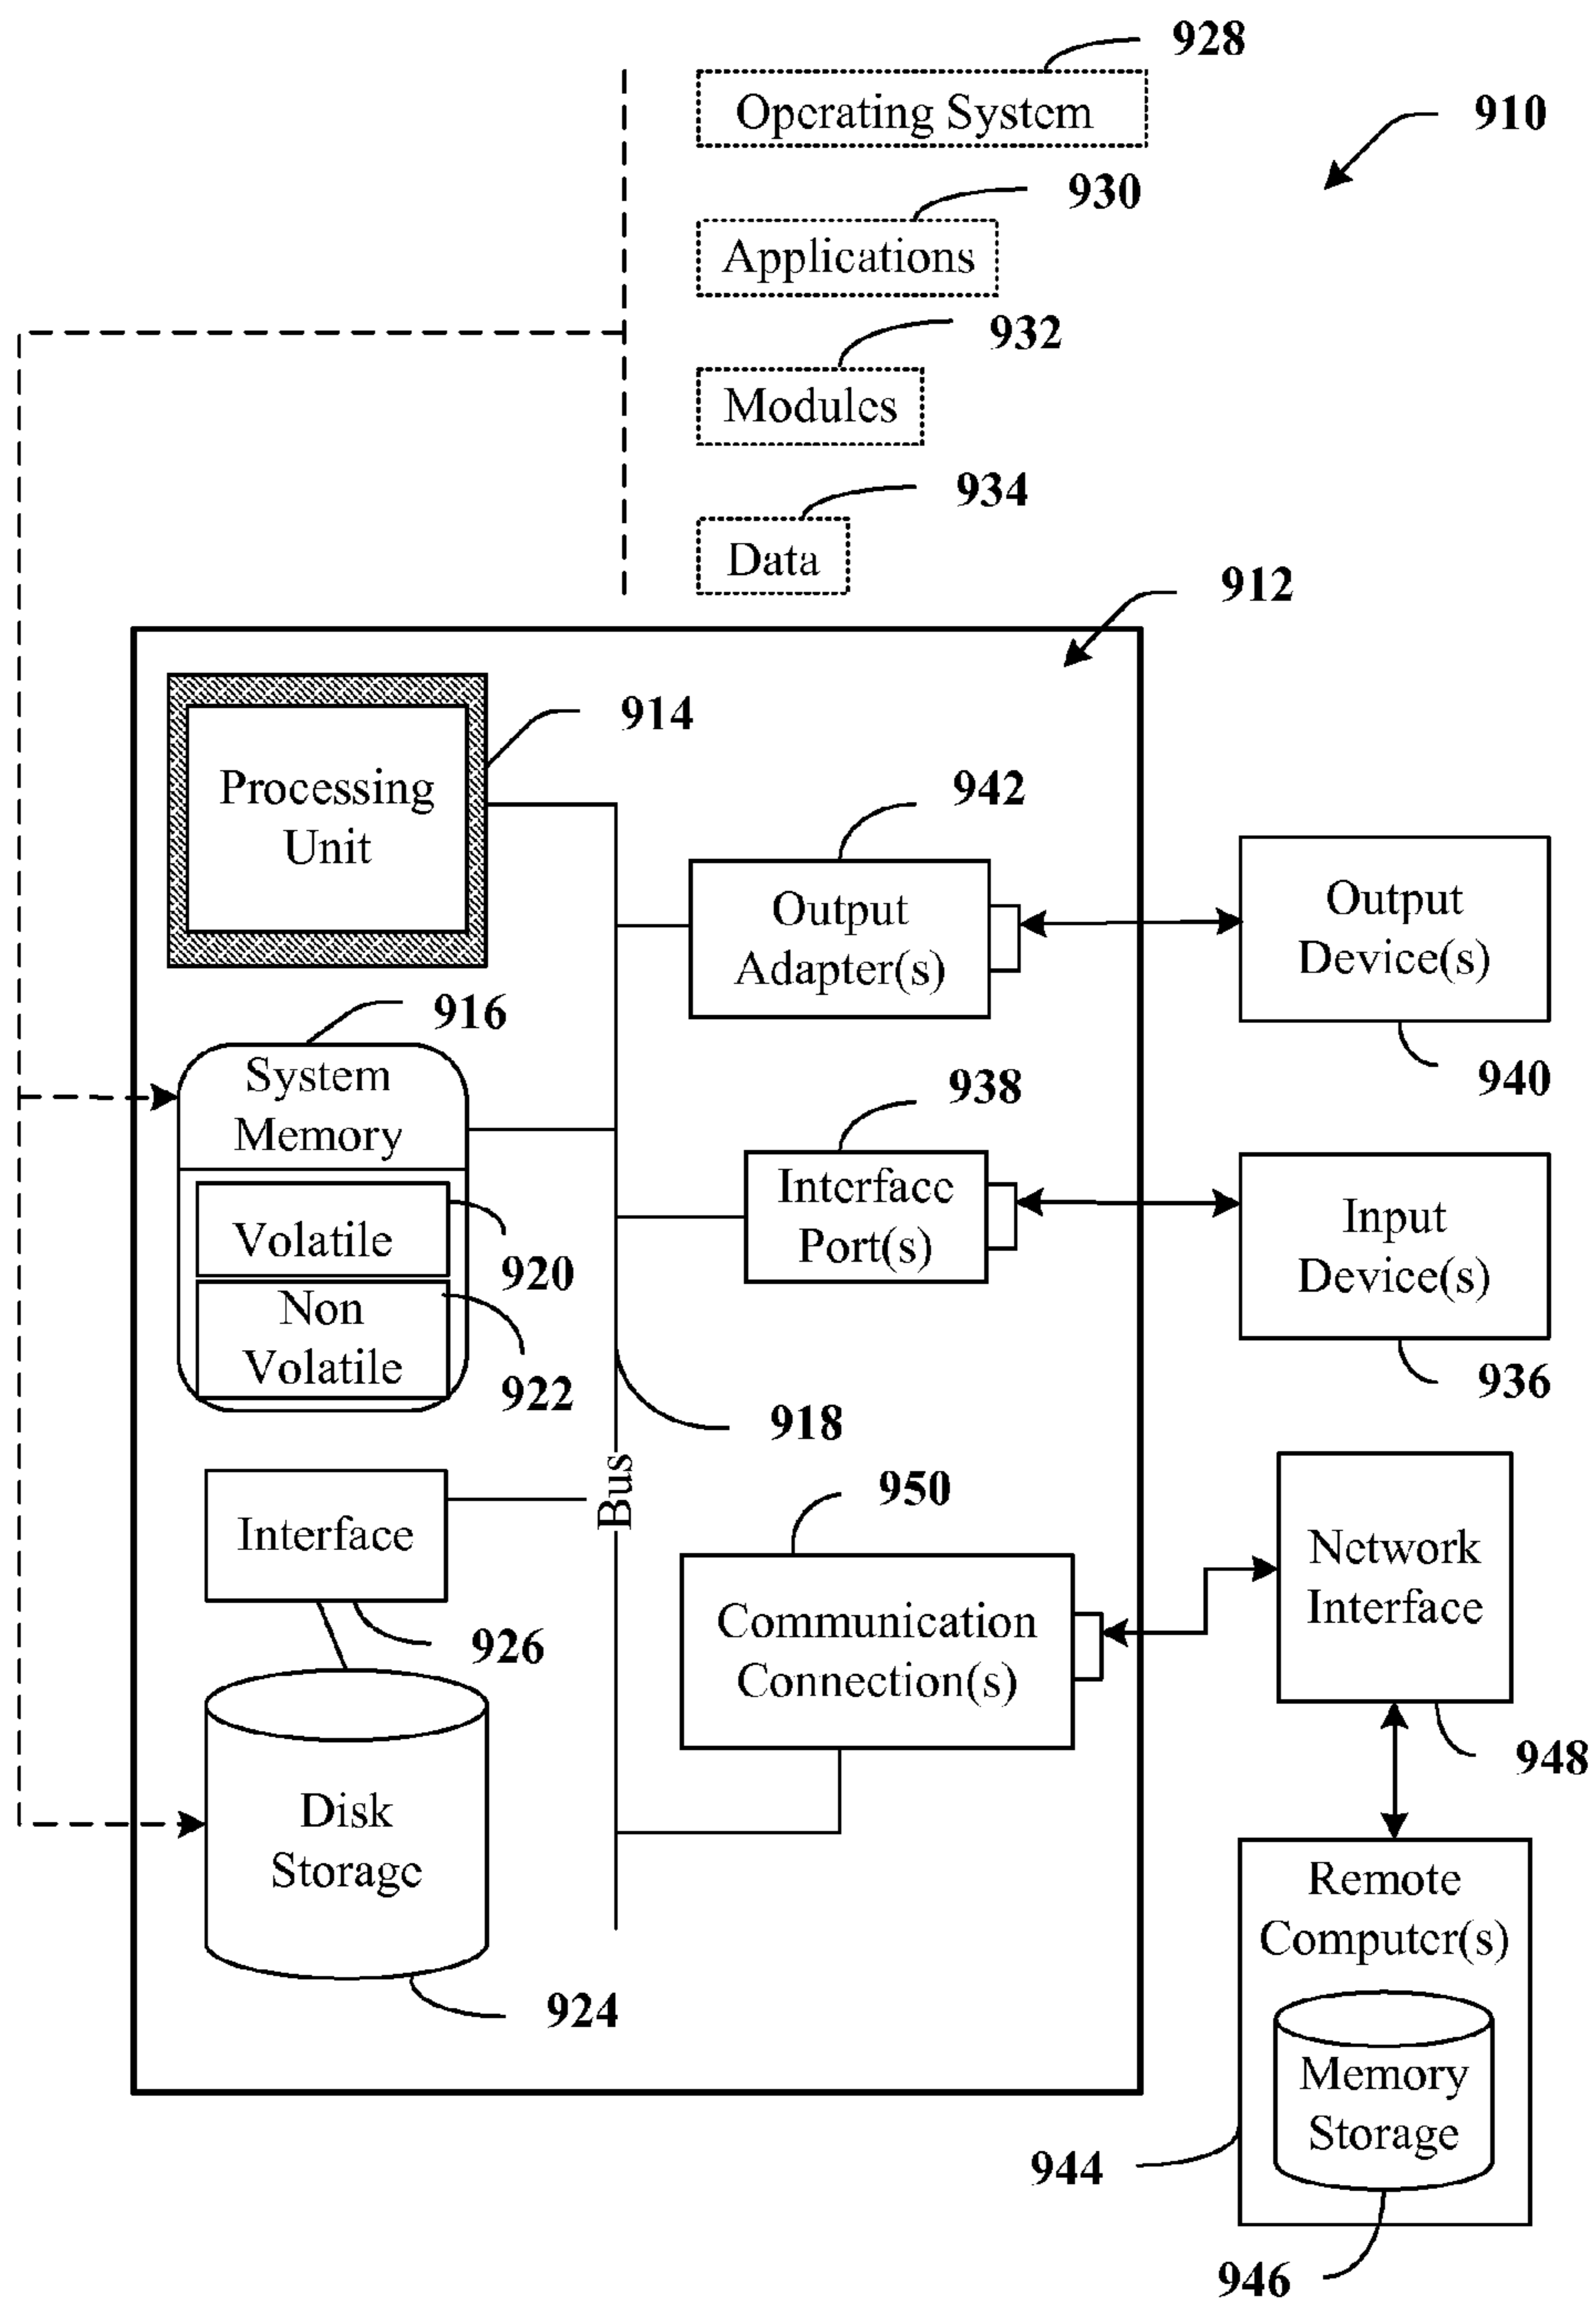 928
Operating System
910
930
Applications
932
Modules
934
Data
912
914
Processing
Unit
942
Output
Adapter(s)
Output
Device(s)
940
916
System
Memory
938
Interface
Port(s)
Input
Device(s)
936
Volatile
920
Non
Volatile
922
918
Bus
950
Interface
926
Communication
Connection(s)
Network
Interface
948
Disk
Storage
924
Remote
Computer(s)
Memory
Storage
944
946